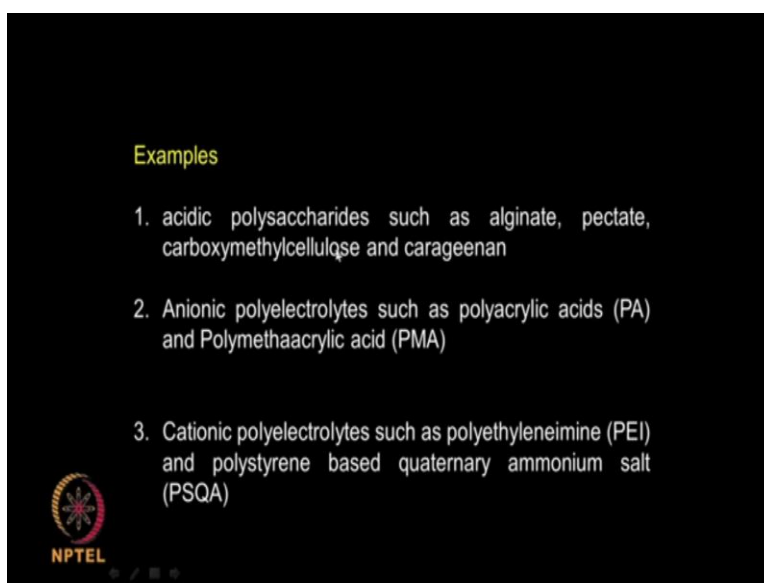 Examples
1. acidic polysaccharides such as alginate, pectate,
carboxymethylcellulose and carageenan
2. Anionic polyelectrolytes such as polyacrylic acids (PA)
and Polymethaacrylic acid (PMA)
3. Cationic polyelectrolytes such as polyethyleneimine (PEI)
and polystyrene based quaternary ammonium salt
(PSQA)
NPTEL